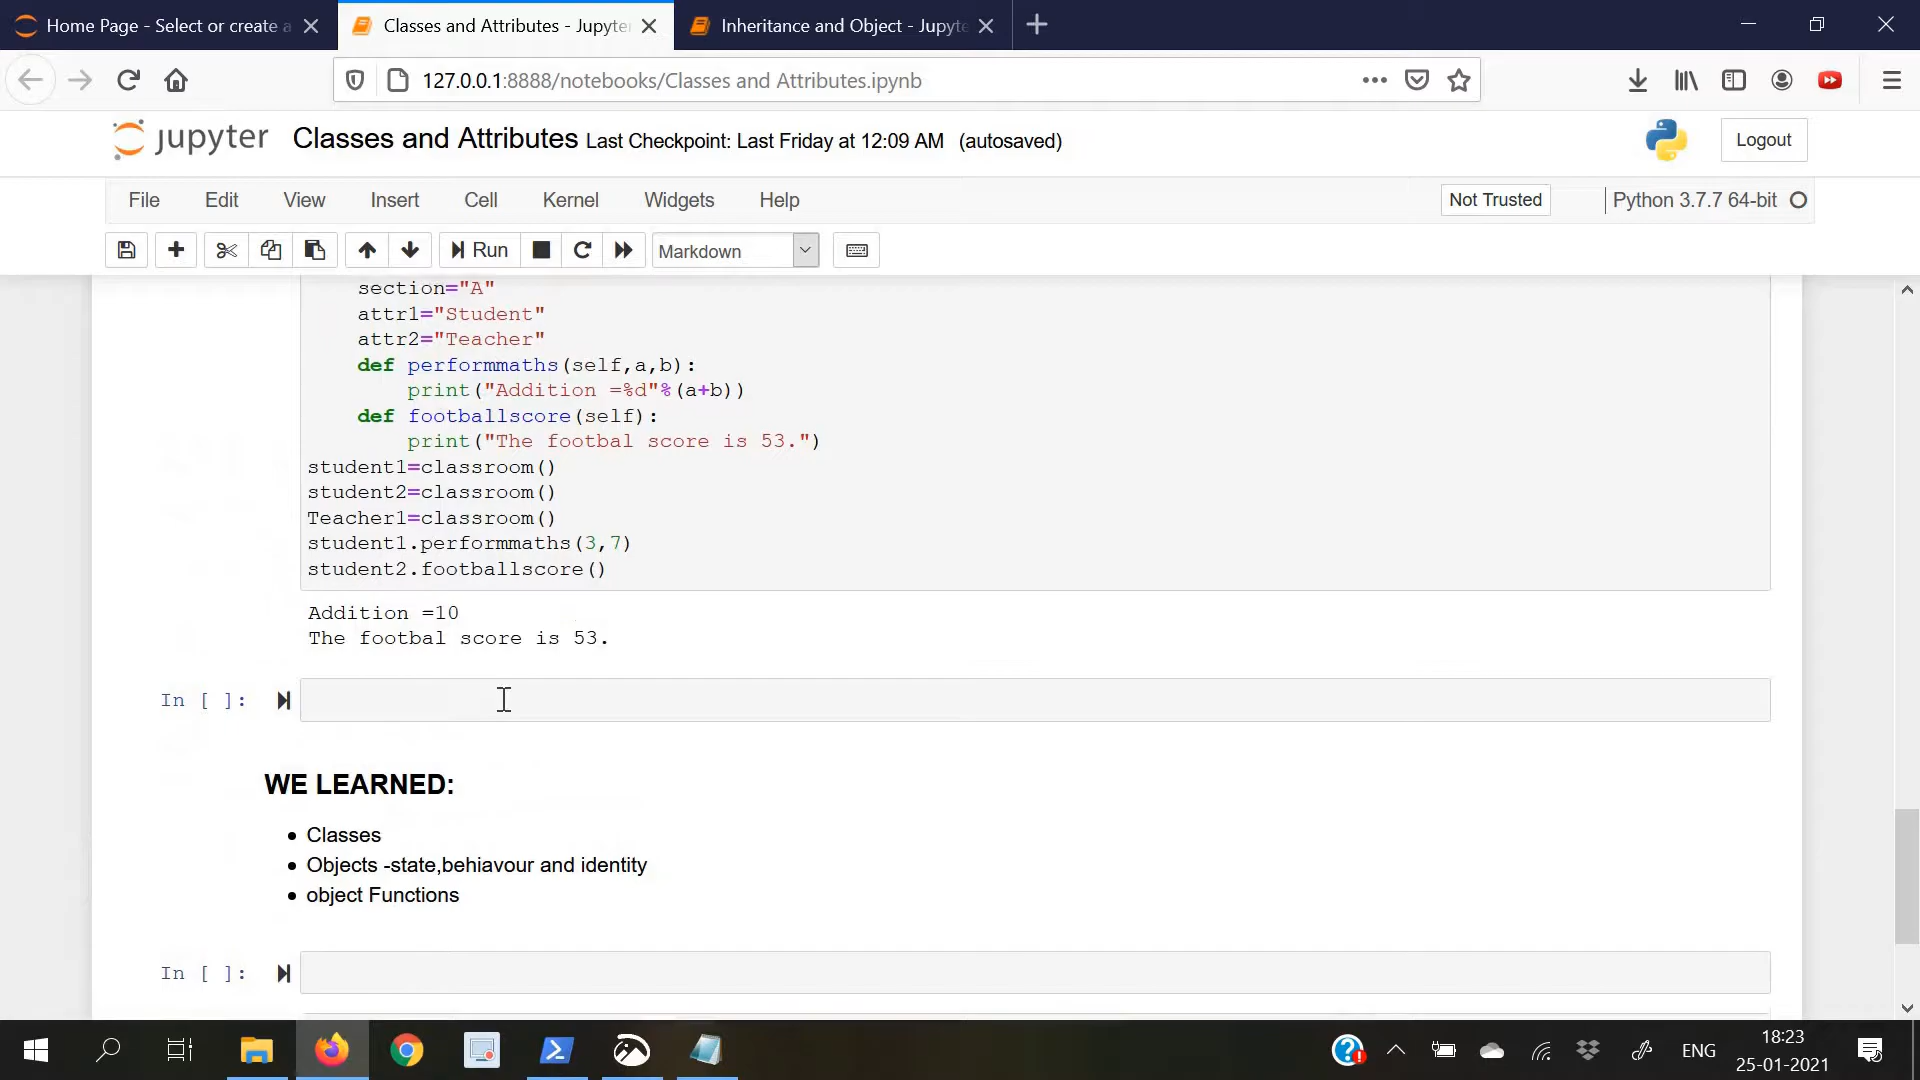 Home Page - Select or create a
Classes and Attributes - Jupyte
Inheritance and Object - Jupyte
127.0.0.1:8888/notebooks/Classes and Attributes.ipynb
jupyter Classes and Attributes Last Checkpoint: Last Friday at 12:09 AM (autosaved)
Logout
File Edit View Insert Cell Kernel Widgets Help
Not Trusted
Python 3.7.7 64-bit
Run
Markdown
section="A"
attr1="Student"
attr2="Teacher"
def performmaths(self,a,b):
print("Addition =%d"%(a+b))
def footballscore(self):
print("The footbal score is 53.")
student1=classroom()
student2=classroom()
Teacher1=classroom()
student1.performmaths(3,7)
student2.footballscore()
Addition =10
The footbal score is 53.
In [ ]:
WE LEARNED:
• Classes
• Objects -state,behiavour and identity
• object Functions
In [ ]:
ENG
18:23
25-01-2021